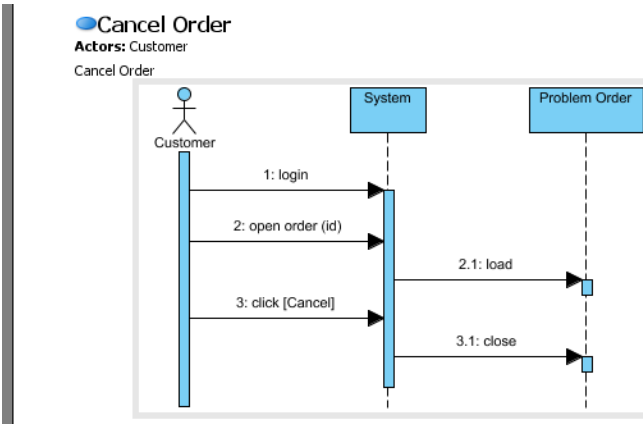 Cancel Order
Actors: Customer
Cancel Order
System
Problem Order
Customer
1: login
2: open order (id)
2.1: load
3: click [Cancel]
3.1: close